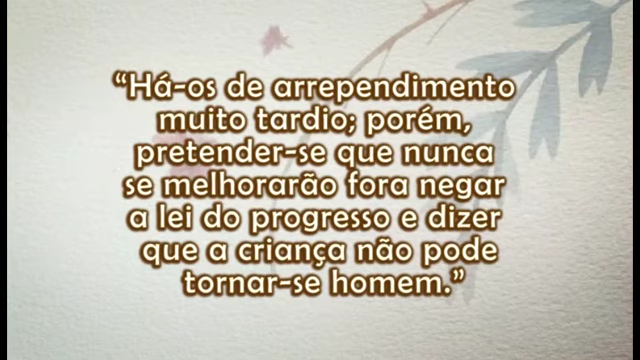 “Há-os de arrependimento
muito tardio; porém,
pretender-se que nunca
se melhorarão fora negar
a lei do progresso e dizer
que a criança não pode
tornar-se homem.”